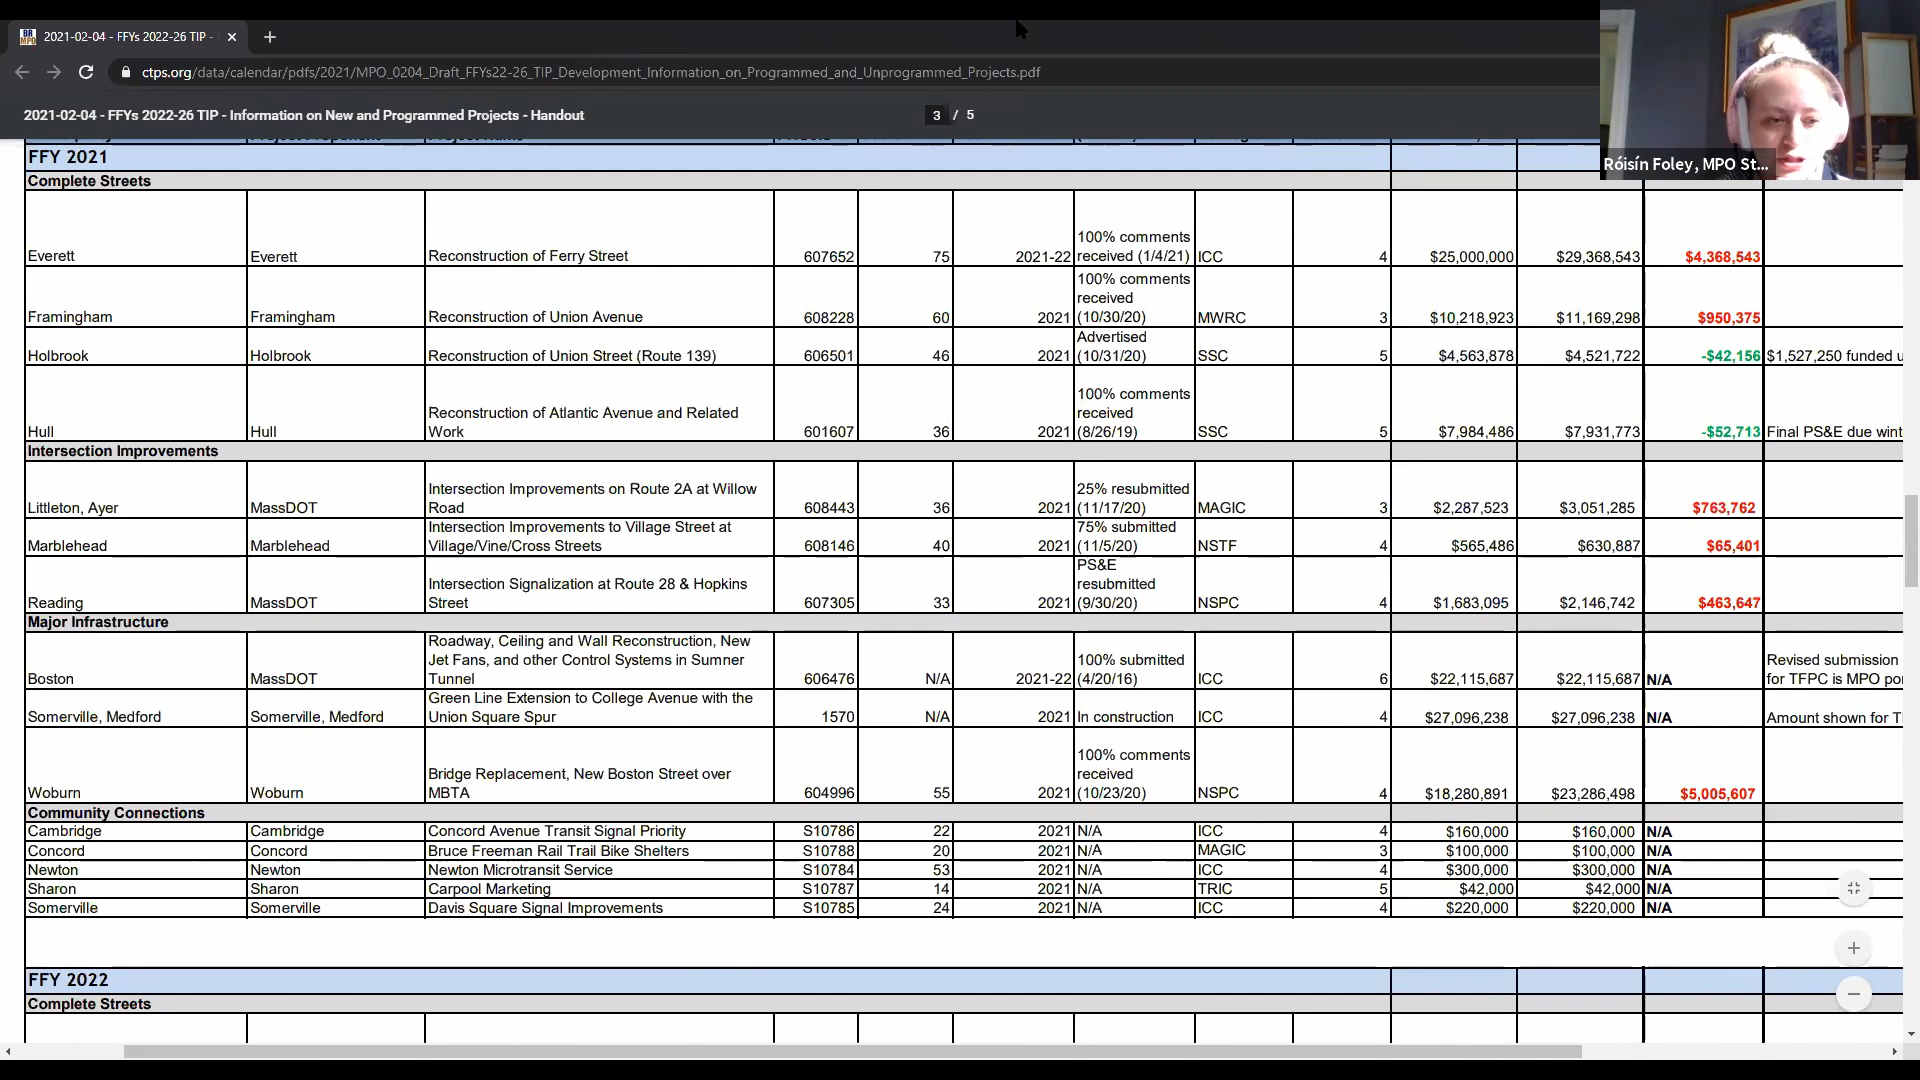 2021-02-04 - FFYs 2022-26 TIP -
ctps.org/data/calendar/pdfs/2021/MPO_0204_Draft_FFYs22-26_TIP_Development_Information_on_Programmed_and_Unprogrammed_Projects.pdf
2021-02-04 - FFYs 2022-26 TIP - Information on New and Programmed Projects - Handout 3 / 5
Róisín Foley, MPO St...
FFY 2021
Complete Streets
Everett Everett Reconstruction of Ferry Street 607652 75 2021-22 100% comments received (1/4/21) ICC 4 $25,000,000 $29,368,543 $4,368,543
Framingham Framingham Reconstruction of Union Avenue 608228 60 2021 100% comments received (10/30/20) MWRC 3 $10,218,923 $11,169,298 $950,375
Holbrook Holbrook Reconstruction of Union Street (Route 139) 606501 46 2021 Advertised (10/31/20) SSC 5 $4,563,878 $4,521,722 -$42,156 $1,527,250 funded u
Hull Hull Reconstruction of Atlantic Avenue and Related Work 601607 36 2021 100% comments received (8/26/19) SSC 5 $7,984,486 $7,931,773 -$52,713 Final PS&E due wint
Intersection Improvements
Littleton, Ayer MassDOT Intersection Improvements on Route 2A at Willow Road 608443 36 2021 25% resubmitted (11/17/20) MAGIC 3 $2,287,523 $3,051,285 $763,762
Marblehead Marblehead Intersection Improvements to Village Street at Village/Vine/Cross Streets 608146 40 2021 75% submitted (11/5/20) NSTF 4 $565,486 $630,887 $65,401
Reading MassDOT Intersection Signalization at Route 28 & Hopkins Street 607305 33 2021 PS&E resubmitted (9/30/20) NSPC 4 $1,683,095 $2,146,742 $463,647
Major Infrastructure
Boston MassDOT Roadway, Ceiling and Wall Reconstruction, New Jet Fans, and other Control Systems in Sumner Tunnel 606476 N/A 2021-22 100% submitted (4/20/16) ICC 6 $22,115,687 $22,115,687 N/A Revised submission for TFPC is MPO por
Somerville, Medford Somerville, Medford Green Line Extension to College Avenue with the Union Square Spur 1570 N/A 2021 In construction ICC 4 $27,096,238 $27,096,238 N/A Amount shown for T
Woburn Woburn Bridge Replacement, New Boston Street over MBTA 604996 55 2021 100% comments received (10/23/20) NSPC 4 $18,280,891 $23,286,498 $5,005,607
Community Connections
Cambridge Cambridge Concord Avenue Transit Signal Priority S10786 22 2021 N/A ICC 4 $160,000 $160,000 N/A
Concord Concord Bruce Freeman Rail Trail Bike Shelters S10788 20 2021 N/A MAGIC 3 $100,000 $100,000 N/A
Newton Newton Newton Microtransit Service S10784 53 2021 N/A ICC 4 $300,000 $300,000 N/A
Sharon Sharon Carpool Marketing S10787 14 2021 N/A TRIC 5 $42,000 $42,000 N/A
Somerville Somerville Davis Square Signal Improvements S10785 24 2021 N/A ICC 4 $220,000 $220,000 N/A
FFY 2022
Complete Streets